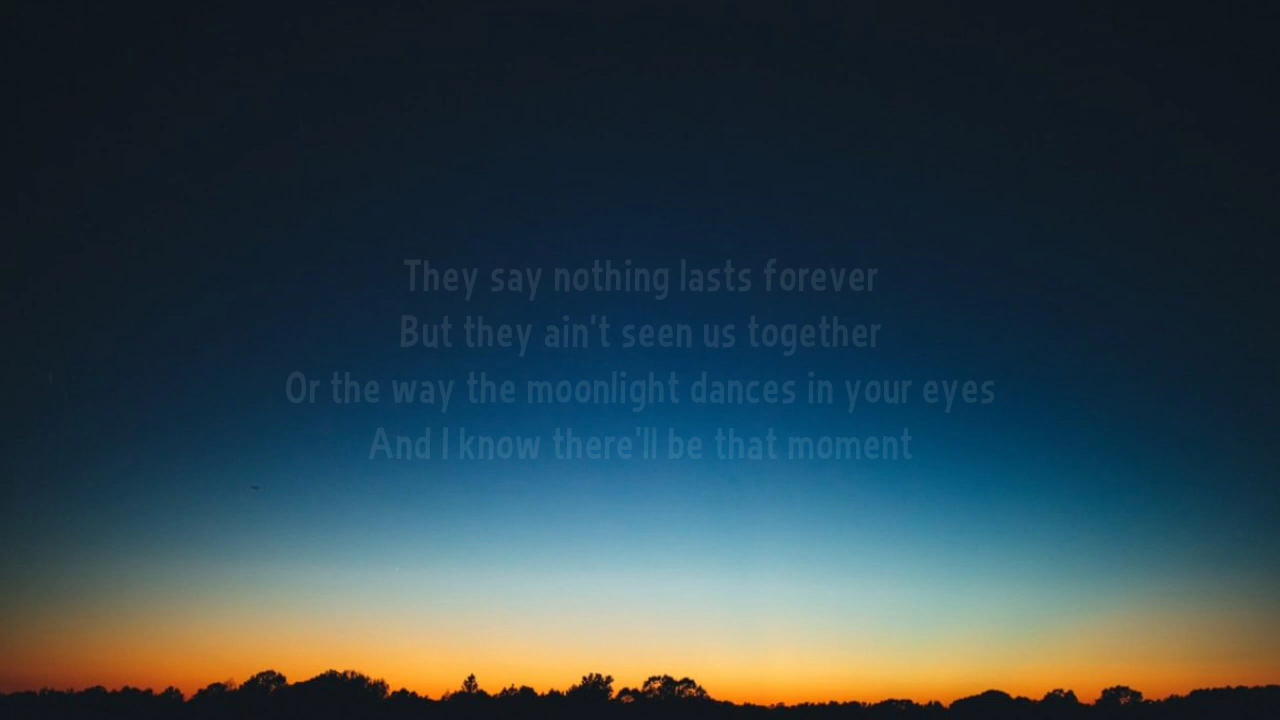 They say nothing lasts forever
But they ain't seen us together
Or the way the moonlight dances in your eyes
And I know there'll be that moment